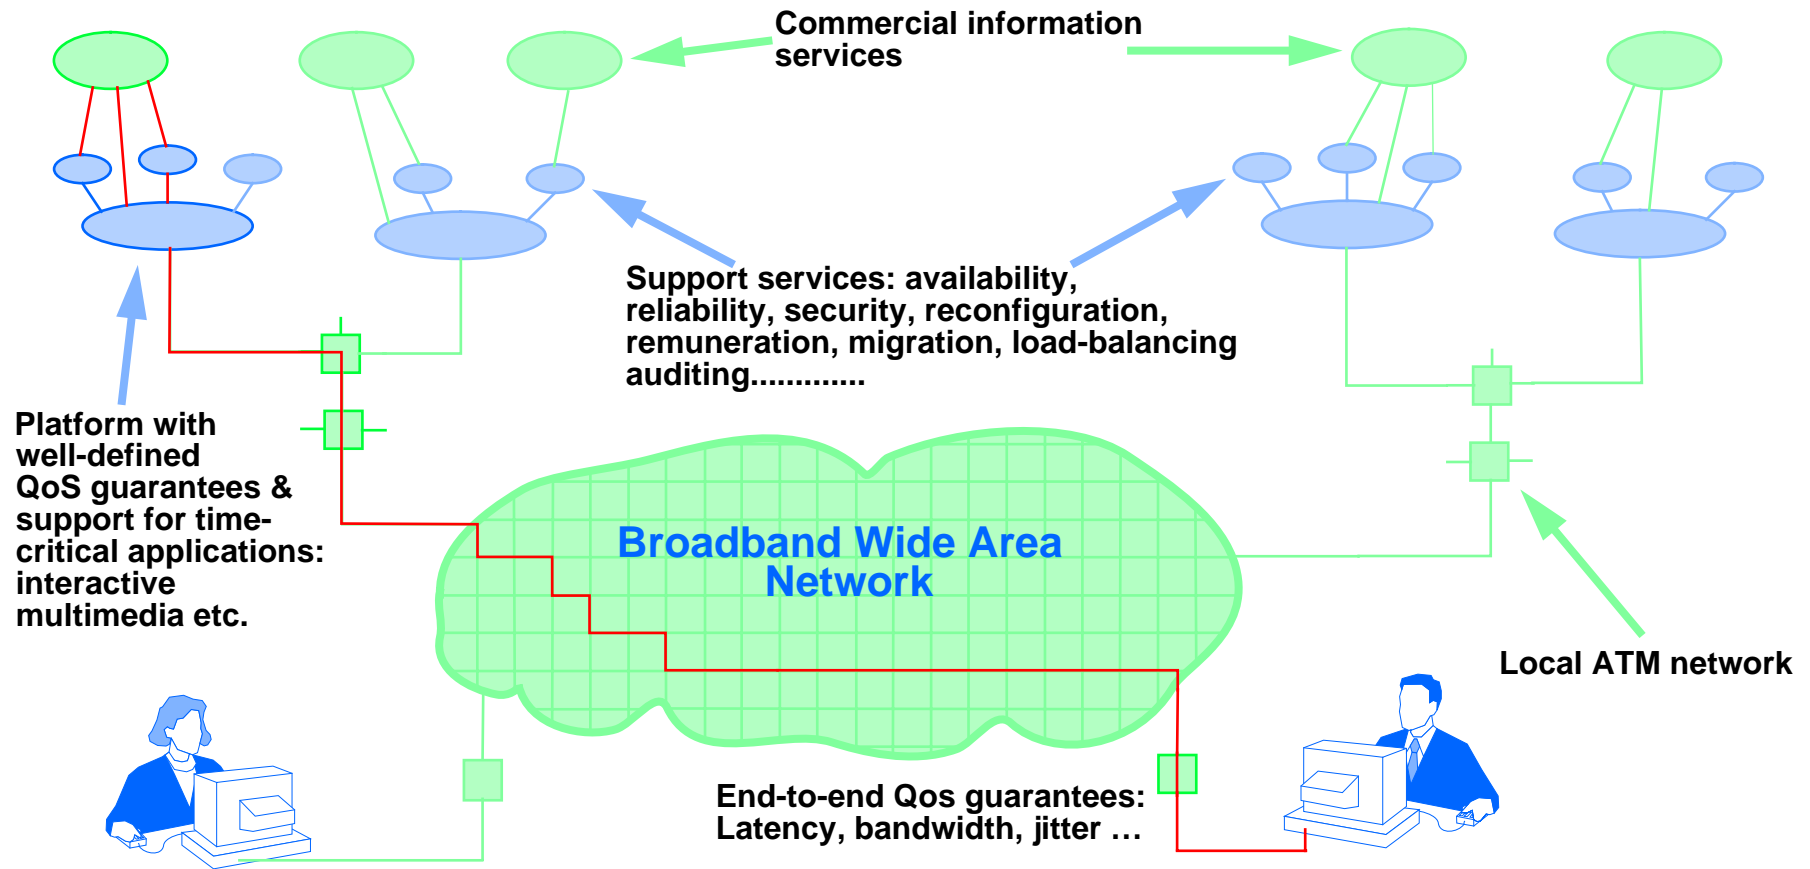 Commercial information
services
Support services: availability,
reliability, security, reconfiguration,
remuneration, migration, load-balancing
auditing.............
Platform with
well-defined
QoS guarantees &
support for time-
critical applications:
interactive
multimedia etc.
Broadband Wide Area
Network
Local ATM network
End-to-end Qos guarantees:
Latency, bandwidth, jitter …